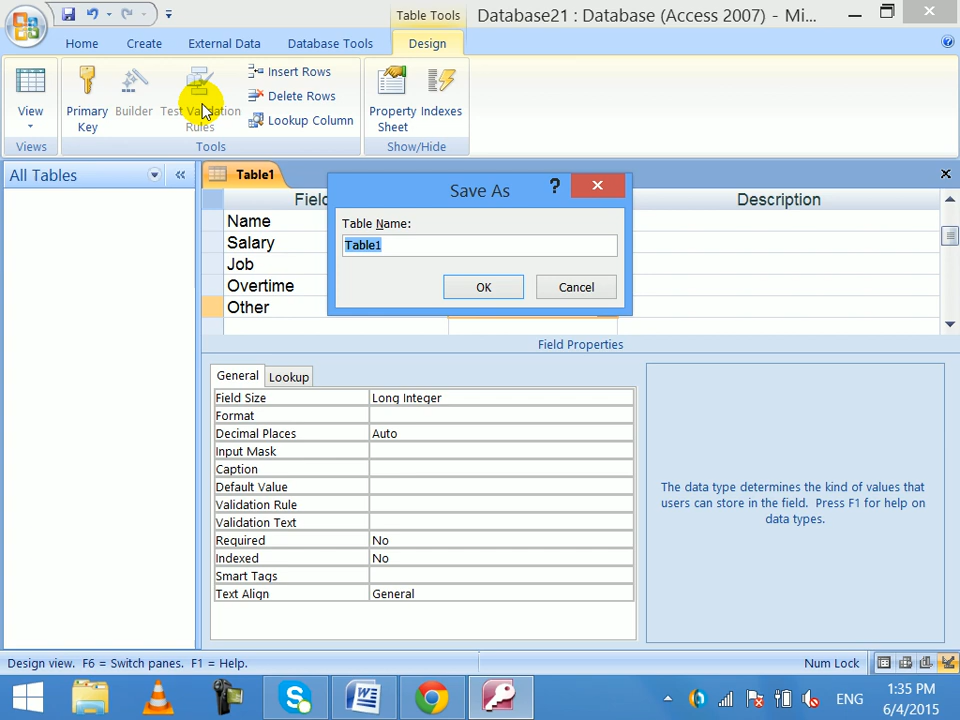 Table Tools
Database21 : Database (Access 2007) - Mi...
Home
Create
External Data
Database Tools
Design
View
Primary Key
Builder
Test Validation Rules
Insert Rows
Delete Rows
Lookup Column
Property Sheet
Indexes
Views
Tools
Show/Hide
All Tables
Table1
Description
Name
Salary
Job
Overtime
Other
Save As
?
Table Name:
Table1
OK
Cancel
Field Properties
General
Lookup
Field Size Long Integer
Format
Decimal Places Auto
Input Mask
Caption
Default Value
Validation Rule
Validation Text
Required No
Indexed No
Smart Tags
Text Align General
The data type determines the kind of values that
users can store in the field. Press F1 for help on
data types.
Design view. F6 = Switch panes. F1 = Help.
Num Lock
ENG
1:35 PM
6/4/2015